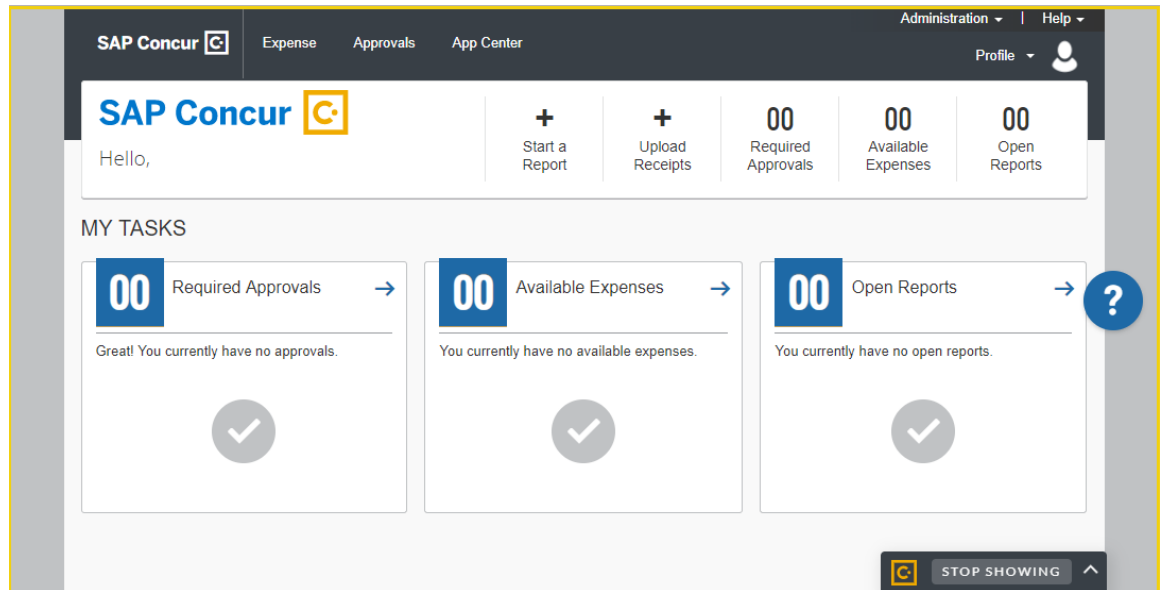 Administration | Help
SAP Concur C Expense Approvals App Center
Profile
SAP Concur C
Hello,
+ Start a Report
+ Upload Receipts
00 Required Approvals
00 Available Expenses
00 Open Reports
MY TASKS
00 Required Approvals →
Great! You currently have no approvals.
00 Available Expenses →
You currently have no available expenses.
00 Open Reports →
You currently have no open reports.
?
C STOP SHOWING